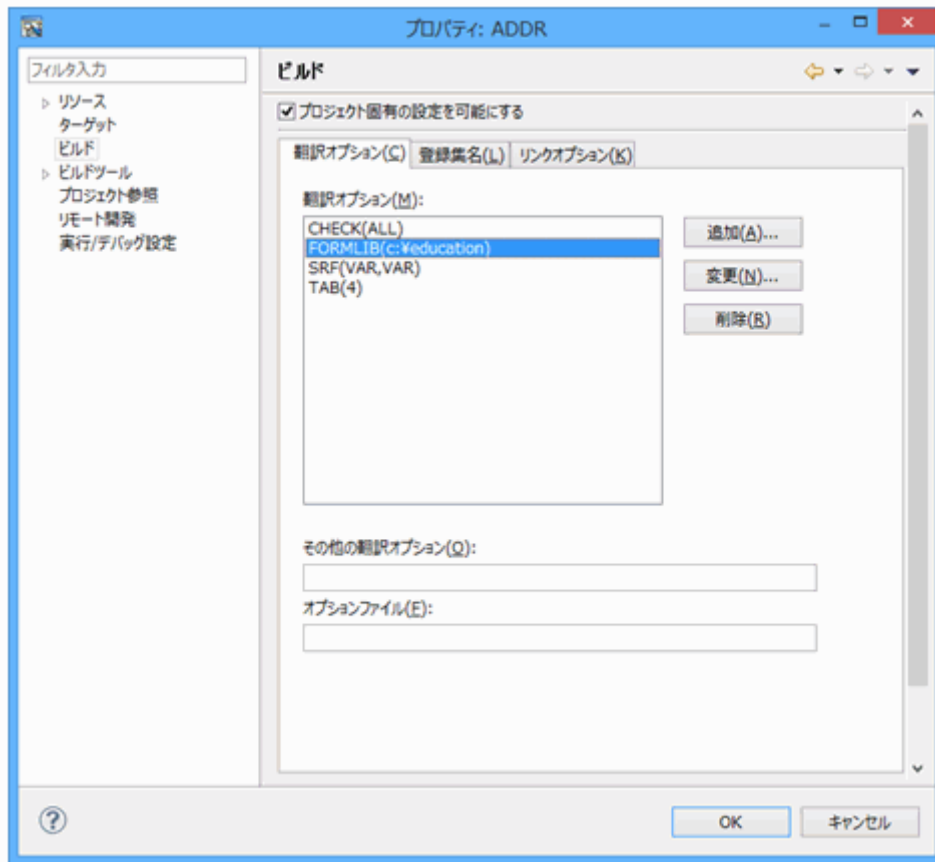 プロパティ: ADDR
フィルタ入力
リソース
ターゲット
ビルド
ビルドツール
プロジェクト参照
リモート開発
実行/デバッグ設定
ビルド
プロジェクト固有の設定を可能にする
翻訳オプション(C) 登録集名(L) リンクオプション(K)
翻訳オプション(M):
CHECK(ALL)
FORMLIB(c:¥education)
SRF(VAR,VAR)
TAB(4)
追加(A)...
変更(N)...
削除(R)
その他の翻訳オプション(O):
オプションファイル(F):
OK キャンセル